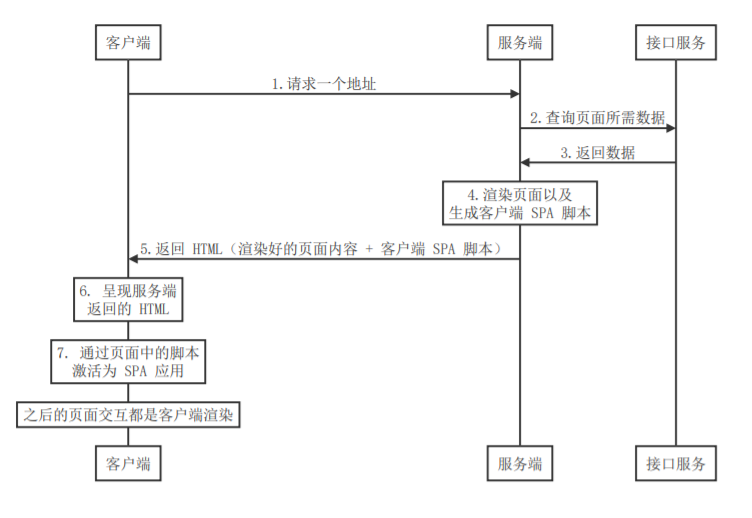 客户端
服务端
接口服务
1.请求一个地址
2.查询页面所需数据
3.返回数据
4.渲染页面以及
生成客户端 SPA 脚本
5.返回 HTML（渲染好的页面内容 + 客户端 SPA 脚本）
6. 呈现服务端
返回的 HTML
7. 通过页面中的脚本
激活为 SPA 应用
之后的页面交互都是客户端渲染
客户端
服务端
接口服务